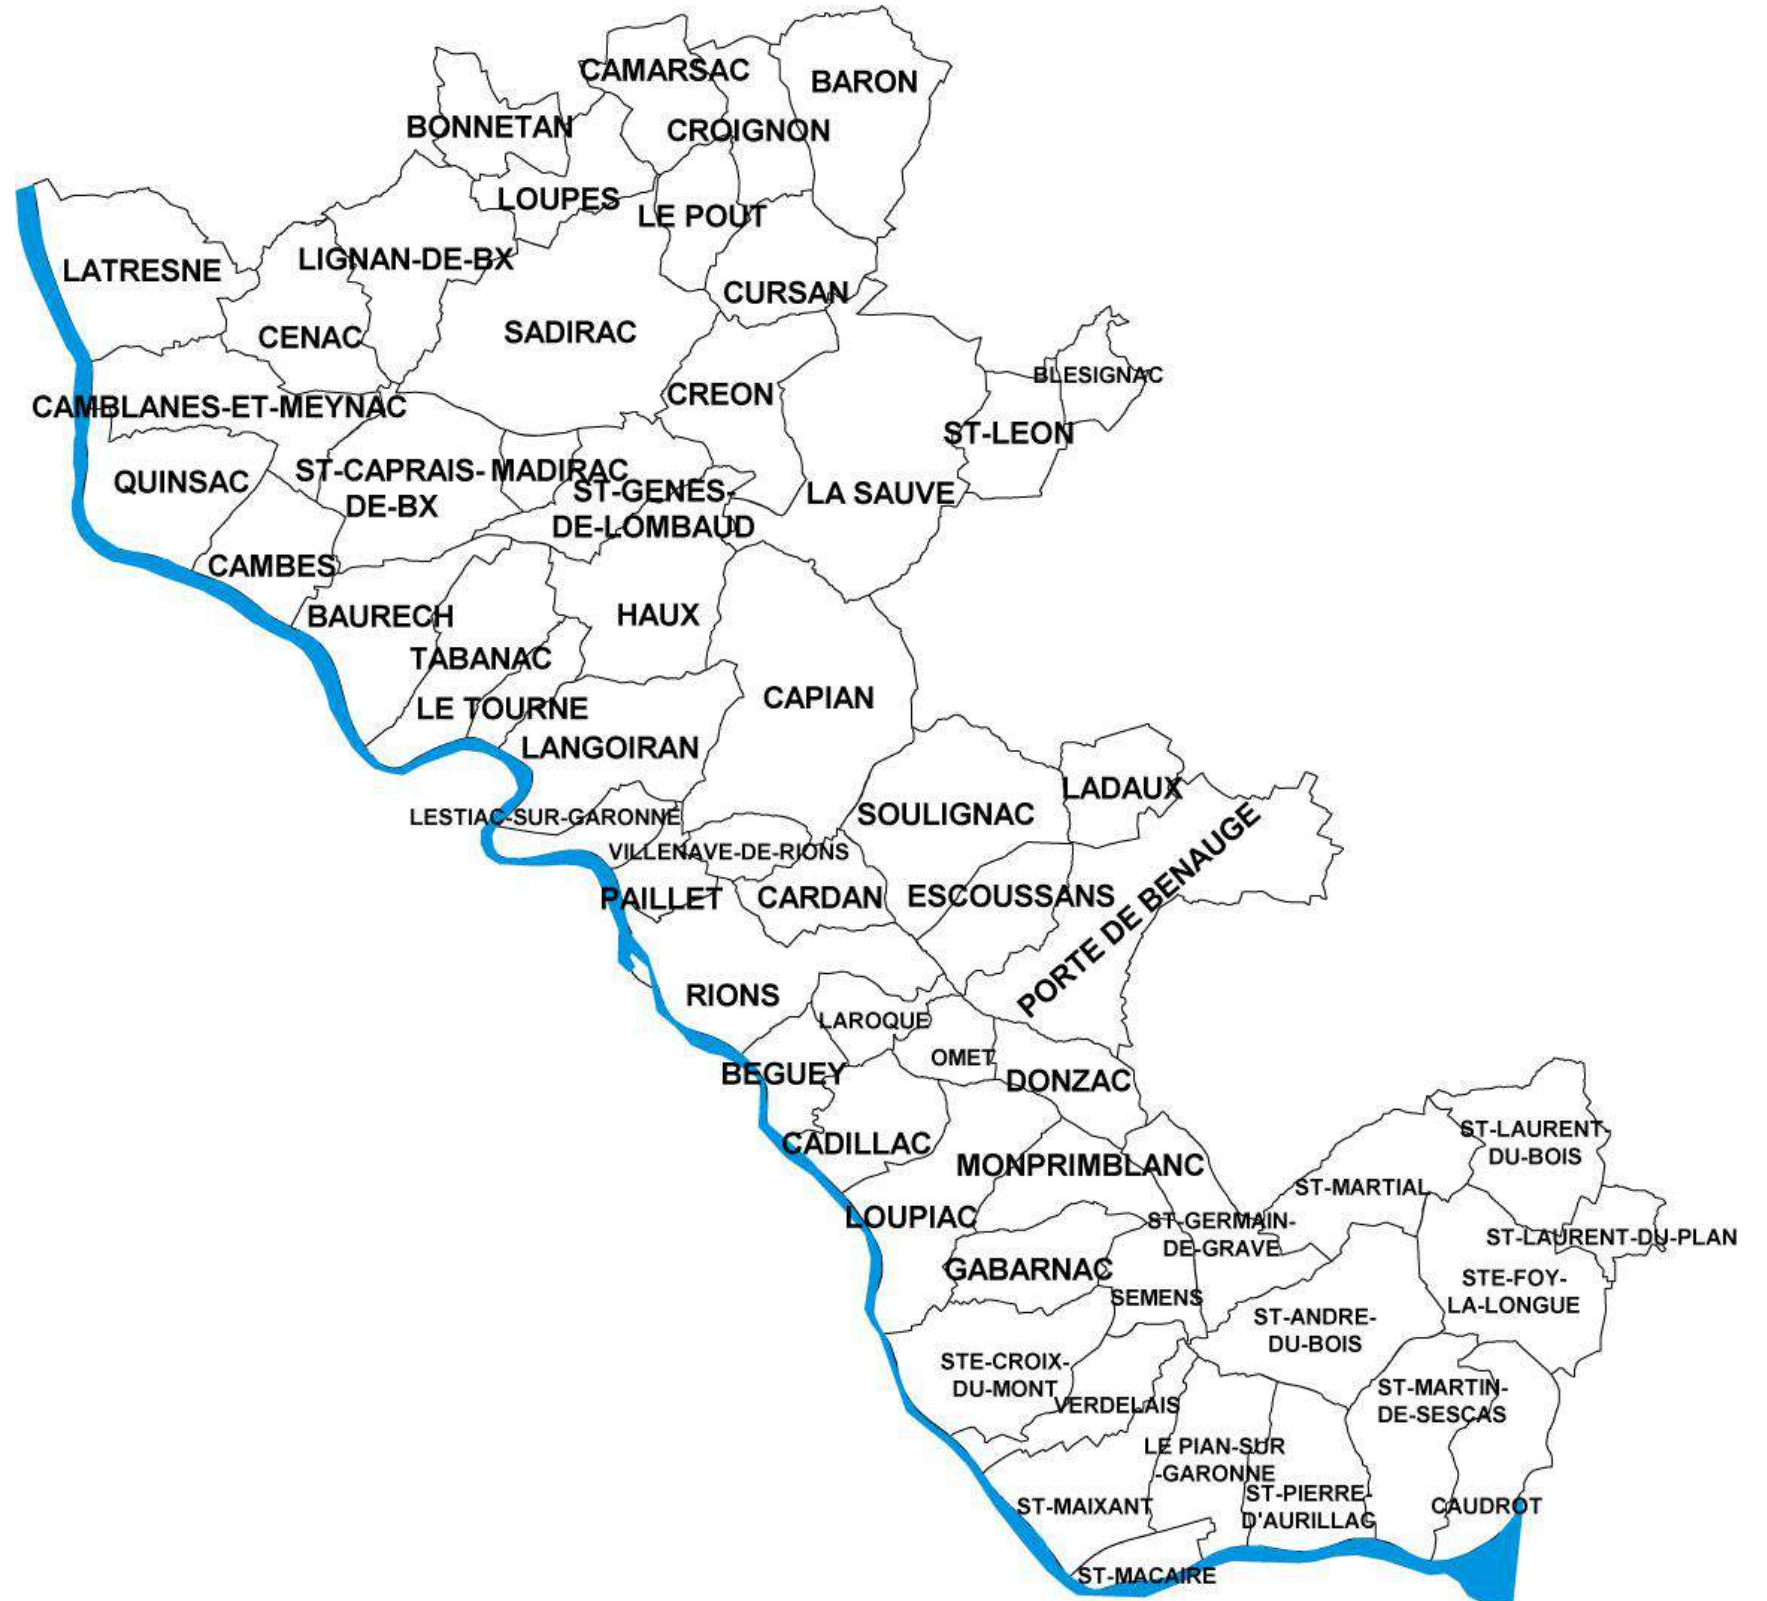 CAMARSAC
BARON
BONNETAN
CROIGNON
LOUPES
LE POUT
LATRESNE
LIGNAN-DE-BX
CURSAN
CENAC
SADIRAC
BLESIGNAC
CREON
CAMBLANES-ET-MEYNAC
ST-LEON
QUINSAC
ST-CAPRAIS-
DE-BX
MADIRAC
ST-GENES-
DE-LOMBAUD
LA SAUVE
CAMBES
BAURECH
HAUX
TABANAC
CAPIAN
LE TOURNE
LANGOIRAN
LADAUX
SOULIGNAC
LESTIAC-SUR-GARONNE
VILLENAVE-DE-RIONS
PAILLET
CARDAN
ESCOUSSANS
PORTE DE BENAUGE
RIONS
LAROQUE
OMET
BEGUEY
DONZAC
CADILLAC
ST-LAURENT-
DU-BOIS
MONPRIMBLANC
ST-MARTIAL
LOUPIAC
ST-GERMAIN-
DE-GRAVE
ST-LAURENT-DU-PLAN
GABARNAC
STE-FOY-
LA-LONGUE
SEMENS
ST-ANDRE-
DU-BOIS
STE-CROIX-
DU-MONT
VERDELAIS
ST-MARTIN-
DE-SESCAS
LE PIAN-SUR
-GARONNE
ST-PIERRE-
D'AURILLAC
ST-MAIXANT
CAUDROT
ST-MACAIRE